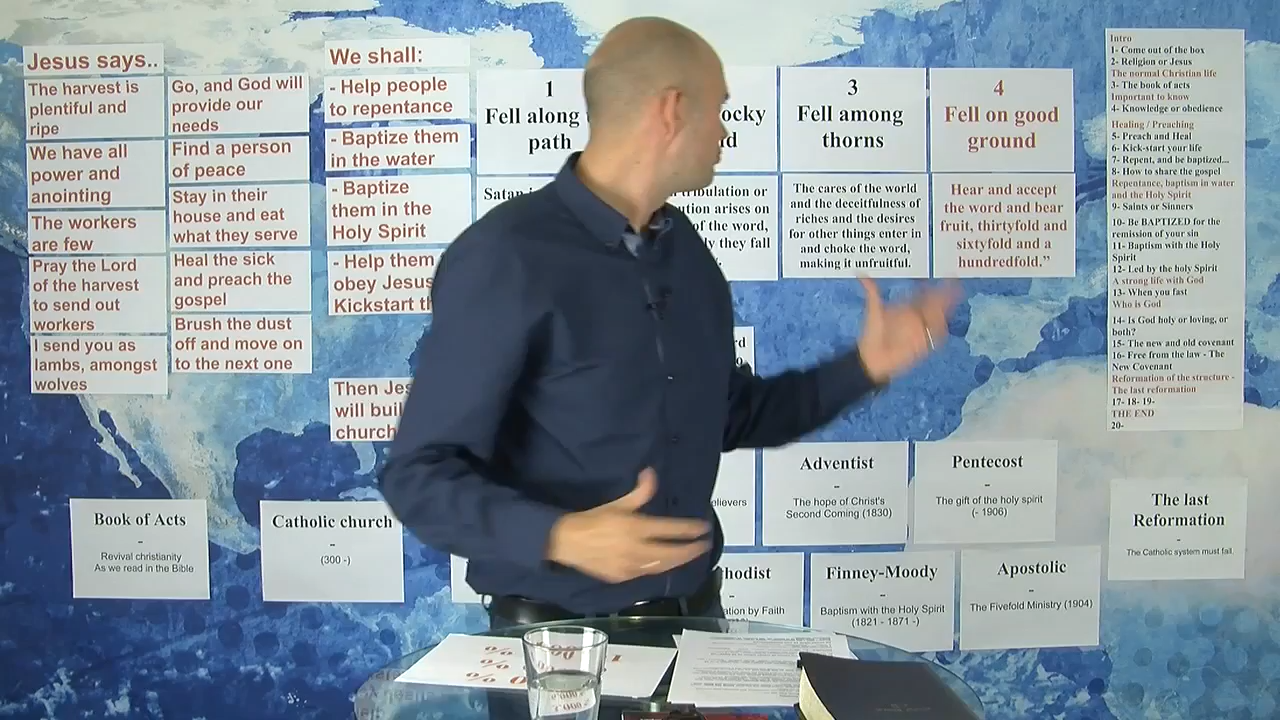 Jesus says..
The harvest is
plentiful and
ripe
We have all
power and
anointing
The workers
are few
Pray the Lord
of the harvest
to send out
workers
I send you as
lambs, amongst
wolves
Go, and God will
provide our
needs
Find a person
of peace
Stay in their
house and eat
what they serve
Heal the sick
and preach the
gospel
Brush the dust
off and move on
to the next one
We shall:
- Help people
to repentance
- Baptize them
in the water
- Baptize
them in the
Holy Spirit
- Help them
obey Jesus
Kickstart
Then
will
church
1
Fell along
path
3
Fell among
thorns
The cares of the world
and the deceitfulness of
riches and the desires
for other things enter in
and choke the word,
making it unfruitful.
4
Fell on good
ground
Hear and accept
the word and bear
fruit, thirtyfold and
sixtyfold and a
hundredfold.”
or
arises on
of the word,
they fall
Intro
1- Come out of the box
2- Religion or Jesus
The normal Christian life
3- The book of acts
Important to know
4- Knowledge or obedience
Healing / Preaching
5- Preach and Heal
6- Kick-start your life
7- Repent, and be baptized...
8- How to share the gospel
Repentance, baptism in water
and the Holy Spirit
9- Saints or Sinners
10- Be BAPTIZED for the
remission of your sin
11- Baptism with the Holy
Spirit
12- Led by the holy Spirit
A strong life with God
13- When you fast
Who is God
14- Is God holy or loving, or
both?
15- The new and old covenant
16- Free from the law - The
New Covenant
Reformation of the structure -
The last reformation
17- 18- 19-
THE END
20-
Book of Acts
-
Revival christianity
As we read in the Bible
Catholic church
-
(300 -)
Adventist
-
The hope of Christ's
Second Coming (1830)
Pentecost
-
The gift of the holy spirit
(- 1906)
by Faith
Finney-Moody
-
Baptism with the Holy Spirit
(1821 - 1871 -)
Apostolic
-
The Fivefold Ministry (1904)
The last
Reformation
-
The Catholic system must fall.